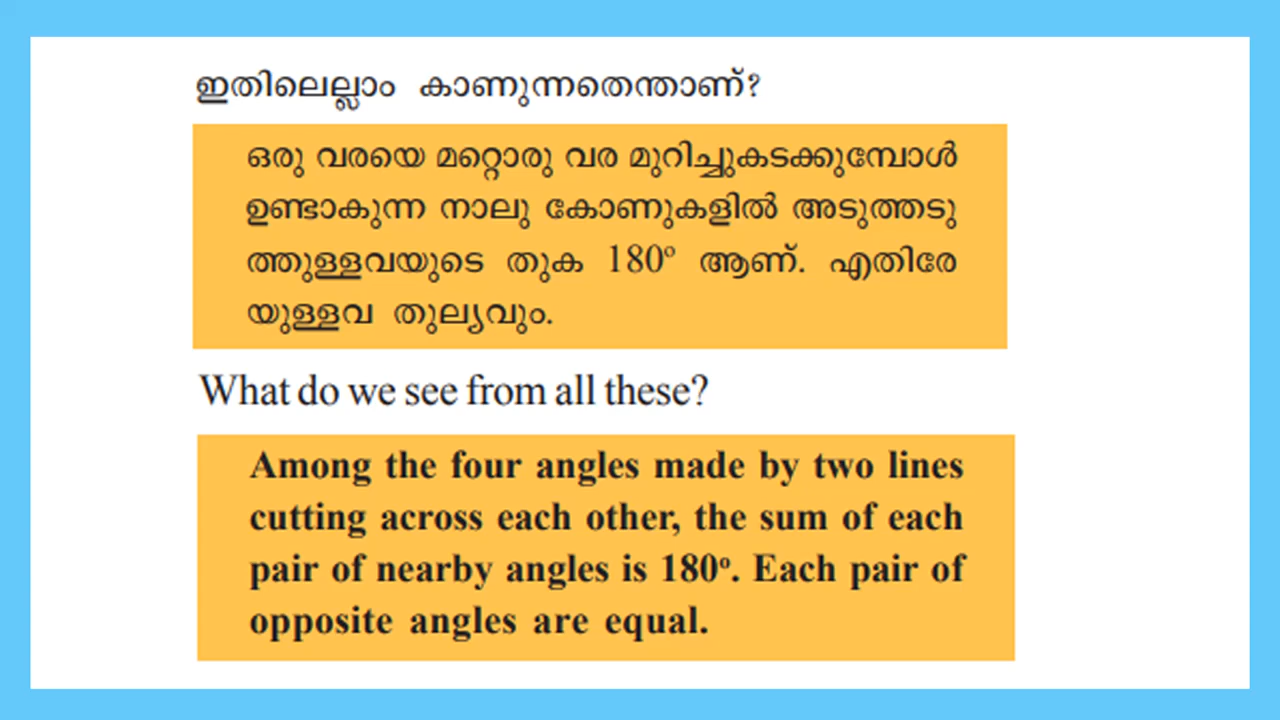 ഇതിലെല്ലാം കാണുന്നതെന്താണ്?
ഒരു വരയെ മറ്റൊരു വര മുറിച്ചുകടക്കുമ്പോൾ
ഉണ്ടാകുന്ന നാലു കോണുകളിൽ അടുത്തടു
ത്തുള്ളവയുടെ തുക 180° ആണ്. എതിരേ
യുള്ളവ തുല്യവും.
What do we see from all these?
Among the four angles made by two lines
cutting across each other, the sum of each
pair of nearby angles is 180°. Each pair of
opposite angles are equal.